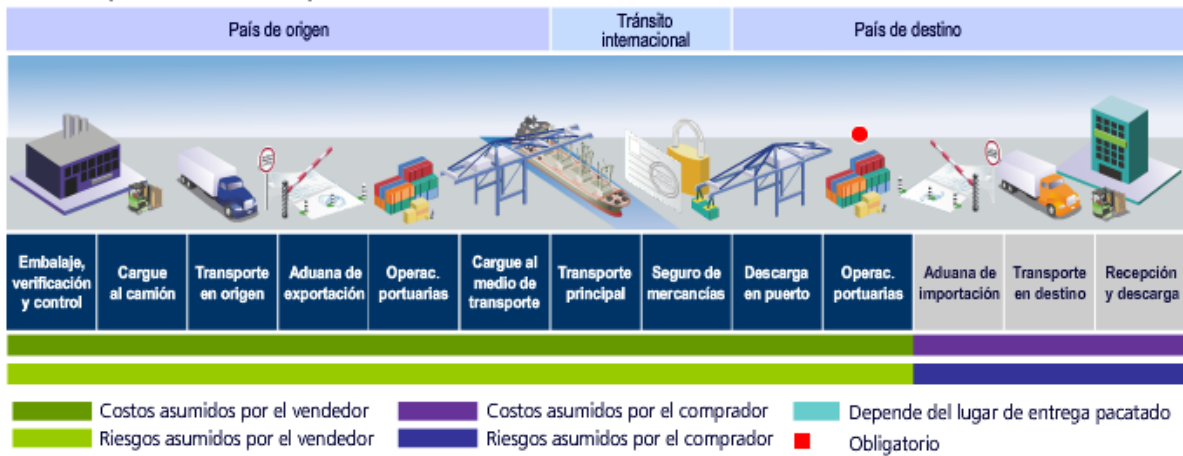 País de origen
Tránsito
internacional
País de destino
Embalaje,
verificación
y control
Cargue
al camión
Transporte
en origen
Aduana de
exportación
Operac.
portuarias
Cargue al
medio de
transporte
Transporte
principal
Seguro de
mercancías
Descarga
en puerto
Operac.
portuarias
Aduana de
importación
Transporte
en destino
Recepción
y descarga
Costos asumidos por el vendedor
Costos asumidos por el comprador
Depende del lugar de entrega pacatado
Riesgos asumidos por el vendedor
Riesgos asumidos por el comprador
Obligatorio